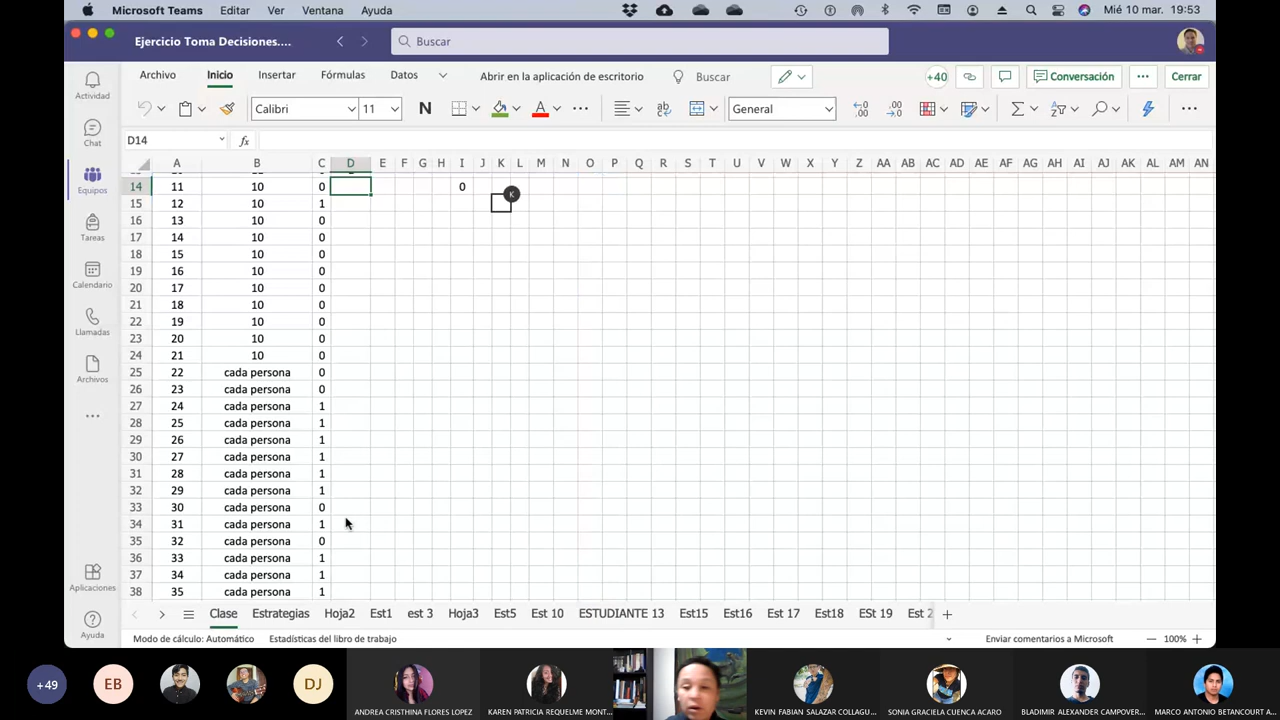 Microsoft Teams Editar Ver Ventana Ayuda Mié 10 mar. 19:53
Ejercicio Toma Decisiones.... Buscar
Archivo Inicio Insertar Fórmulas Datos Abrir en la aplicación de escritorio Buscar +40 Conversación ... Cerrar
Calibri 11 N A General
D14 fx
A B C D E F G H I J K L M N O P Q R S T U V W X Y Z AA AB AC AD AE AF AG AH AI AJ AK AL AM AN
14 11 10 0 0
K
15 12 10 1
16 13 10 0
17 14 10 0
18 15 10 0
19 16 10 0
20 17 10 0
21 18 10 0
22 19 10 0
23 20 10 0
24 21 10 0
25 22 cada persona 0
26 23 cada persona 0
27 24 cada persona 1
28 25 cada persona 1
29 26 cada persona 1
30 27 cada persona 1
31 28 cada persona 1
32 29 cada persona 1
33 30 cada persona 0
34 31 cada persona 1
35 32 cada persona 0
36 33 cada persona 1
37 34 cada persona 1
38 35 cada persona 1
Actividad
Chat
Equipos
Tareas
Calendario
Llamadas
Archivos
Aplicaciones
Ayuda
Clase Estrategias Hoja2 Est1 est 3 Hoja3 Est5 Est 10 ESTUDIANTE 13 Est15 Est16 Est 17 Est18 ESt 19 Est 2
Modo de cálculo: Automático Estadísticas del libro de trabajo Enviar comentarios a Microsoft 100%
+49 EB DJ
ANDREA CRISTHINA FLORES LOPEZ KAREN PATRICIA REQUELME MONT... KEVIN FABIAN SALAZAR COLLAGU... SONIA GRACIELA CUENCA ACARO BLADIMIR ALEXANDER CAMPOVER... MARCO ANTONIO BETANCOURT A...